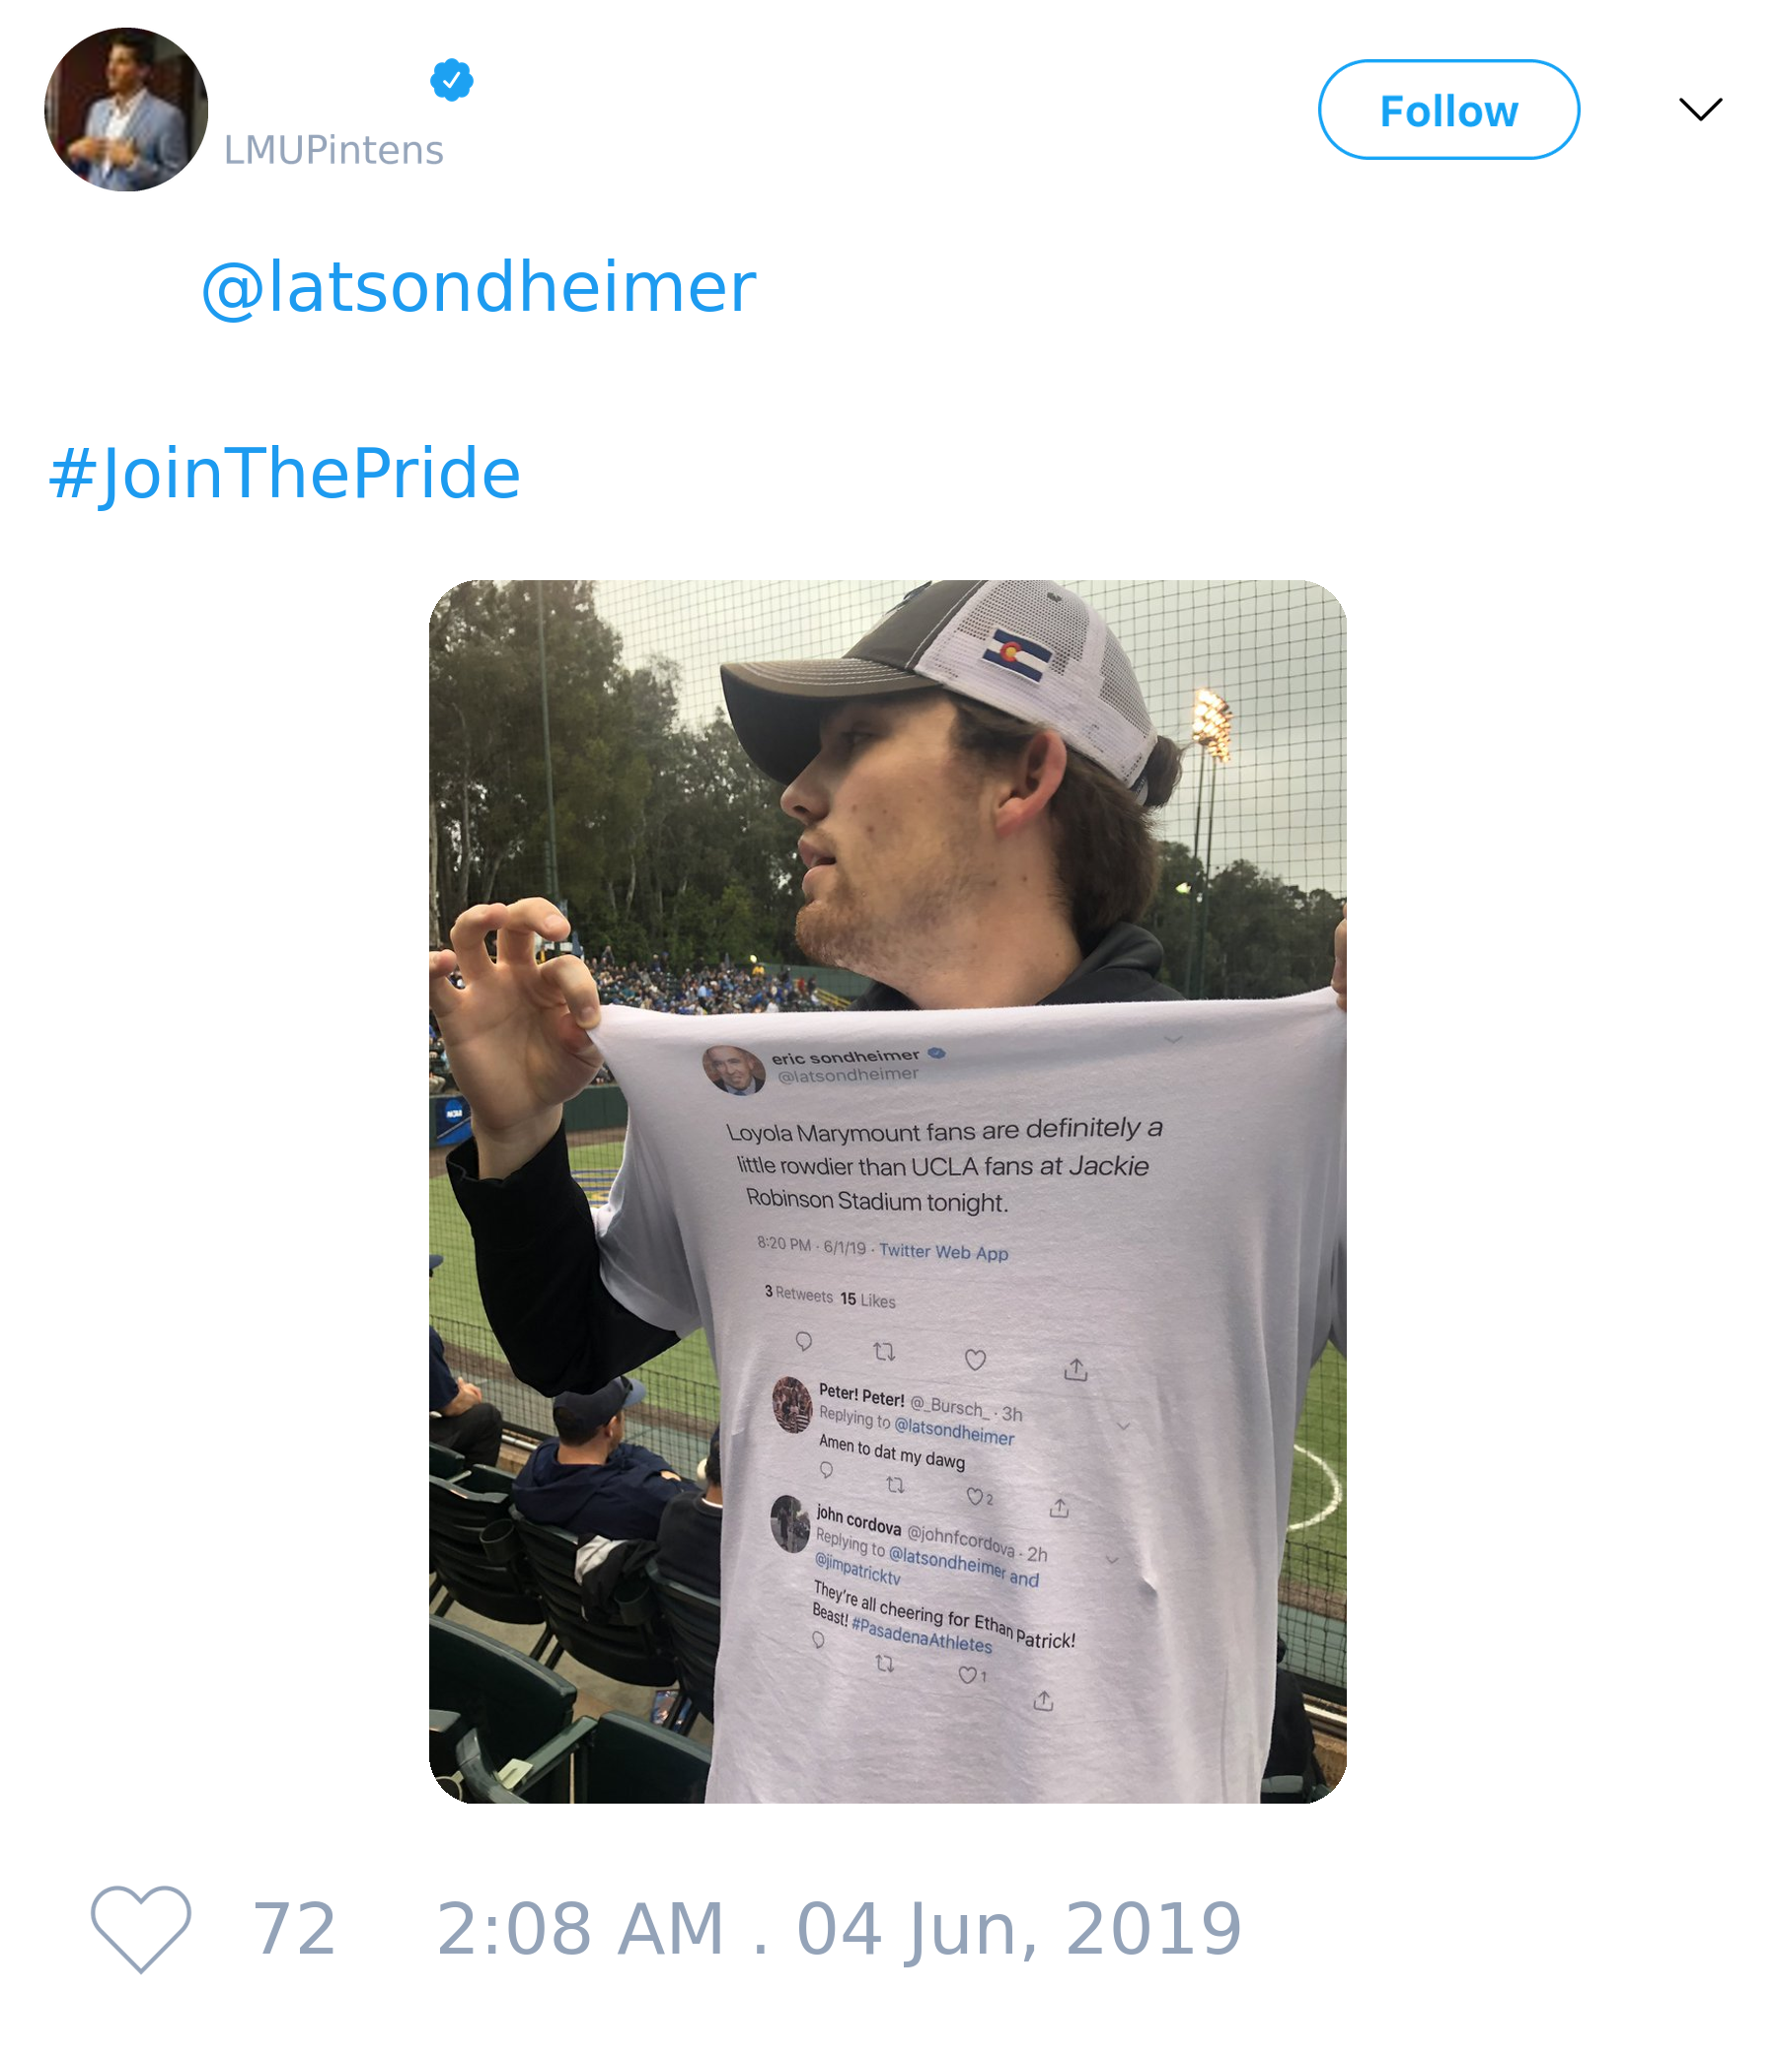 LMUPintens
Follow
@latsondheimer
#JoinThePride
eric sondheimer
@latsondheimer
Loyola Marymount fans are definitely a
little rowdier than UCLA fans at Jackie
Robinson Stadium tonight.
8:20 PM · 6/1/19 · Twitter Web App
3 Retweets 15 Likes
Peter! Peter! @_Bursch_ · 3h
Replying to @latsondheimer
Amen to dat my dawg
2
john cordova @johnfcordova · 2h
Replying to @latsondheimer and
@jimpatricktv
They're all cheering for Ethan Patrick!
Beast! #PasadenaAthletes
1
NCAA
72 2:08 AM . 04 Jun, 2019